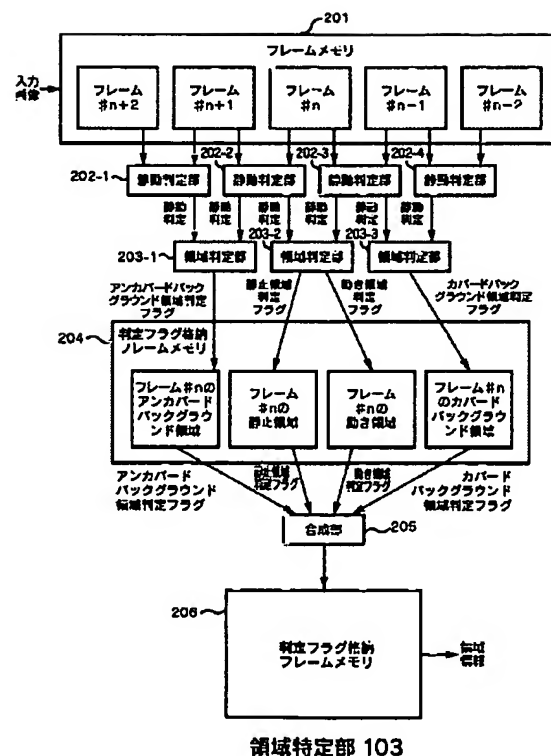 201
フレームメモリ
入力
画像
フレーム
#n+2
フレーム
#n+1
フレーム
#n
フレーム
#n-1
フレーム
#n-2
202-1
202-2
202-3
202-4
静動判定部
静動判定部
静動判定部
静動判定部
静動
判定
静動
判定
静動
判定
静動
判定
静動
判定
静動
判定
203-1
203-2
203-3
領域判定部
領域判定部
領域判定部
アンカバードバック
グラウンド領域判定
フラグ
静止領域
判定
フラグ
動き領域
判定
フラグ
カバードバック
グラウンド領域判定
フラグ
204
判定フラグ格納
フレームメモリ
フレーム#nの
アンカバード
バックグラウ
ンド領域
フレーム
#nの
静止領域
フレーム
#nの
動き領域
フレーム#n
のカバード
バックグラ
ウンド領域
アンカバード
バックグラウンド
領域判定フラグ
静止領域
判定フラグ
動き領域
判定フラグ
カバード
バックグラウンド
領域判定フラグ
合成部
205
206
判定フラグ格納
フレームメモリ
領域
情報
領域特定部 103